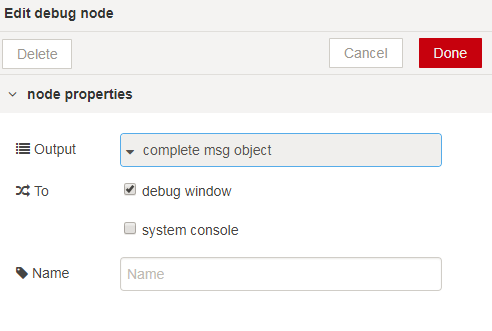 Edit debug node
Delete Cancel Done
node properties
Output complete msg object
To debug window
system console
Name Name